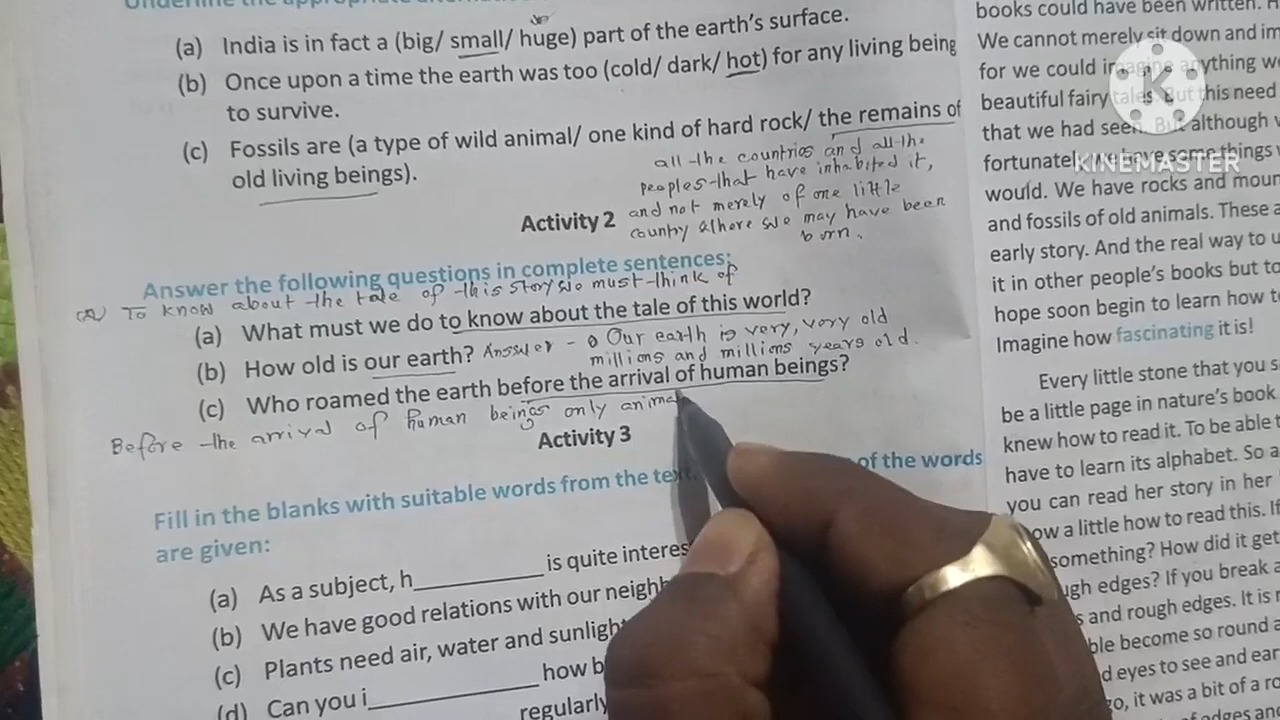 (a) India is in fact a (big/ small/ huge) part of the earth's surface.
(b) Once upon a time the earth was too (cold/ dark/ hot) for any living being
to survive.
(c) Fossils are (a type of wild animal/ one kind of hard rock/ the remains of
old living beings).
all the countries and all the
peoples that have inhabited it,
and not merely of one little
country where we may have been
born.
Activity 2
Answer the following questions in complete sentences:
(a) To know about the tale of this story we must think of
(a) What must we do to know about the tale of this world?
(b) How old is our earth? Answer - Our earth is very, very old
millions and millions years old.
(c) Who roamed the earth before the arrival of human beings?
Before the arrival of human beings only anima
Activity 3
Fill in the blanks with suitable words from the text. of the words
are given:
(a) As a subject, h__________ is quite interes
(b) We have good relations with our neighb
(c) Plants need air, water and sunligh
(d) Can you i____________ how b
regularly
books could have been written.
We cannot merely sit down and im
for we could imagine anything we
beautiful fairy tales. But this need
that we had seen. But although
fortunately we have some things
would. We have rocks and moun
and fossils of old animals. These a
early story. And the real way to u
it in other people's books but to
hope soon begin to learn how t
Imagine how fascinating it is!
Every little stone that you s
be a little page in nature's book
knew how to read it. To be able t
have to learn its alphabet. So a
you can read her story in her
ow a little how to read this. If
something? How did it get
ugh edges? If you break a
s and rough edges. It is
ble become so round a
d eyes to see and ear
go, it was a bit of a ro
of edges and
KINEMASTER